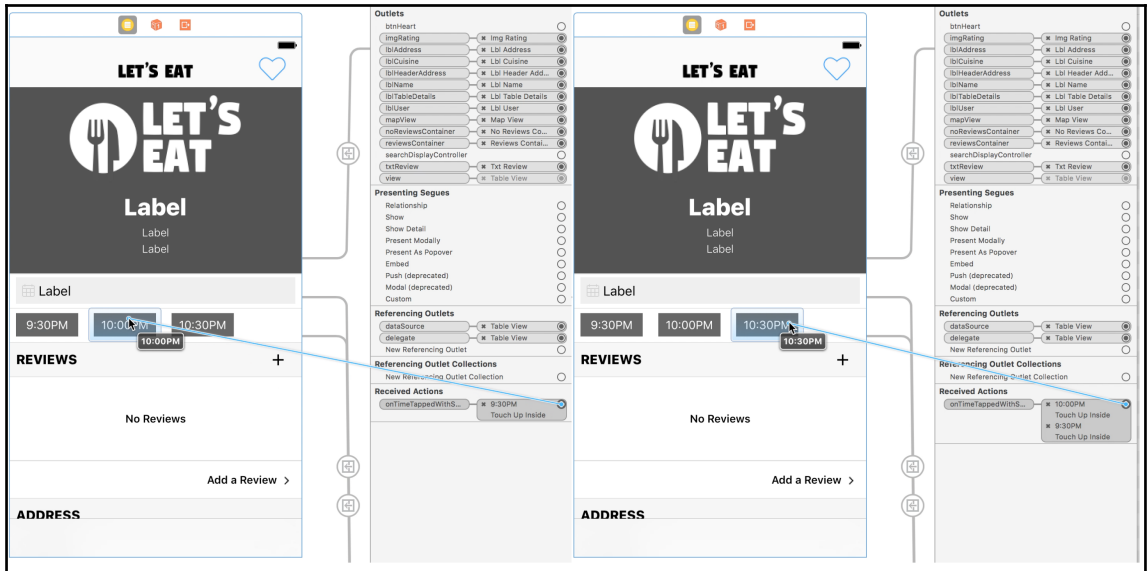 LET'S EAT
LET'S
EAT
Label
Label
Label
Label
9:30PM
10:00PM
10:30PM
10:00PM
REVIEWS
+
No Reviews
Add a Review >
ADDRESS
Outlets
btnHeart
imgRating × Img Rating
lblAddress × Lbl Address
lblCuisine × Lbl Cuisine
lblHeaderAddress × Lbl Header Add...
lblName × Lbl Name
lblTableDetails × Lbl Table Details
lblUser × Lbl User
mapView × Map View
noReviewsContainer × No Reviews Co...
reviewsContainer × Reviews Contai...
searchDisplayController
txtReview × Txt Review
view × Table View
Presenting Segues
Relationship
Show
Show Detail
Present Modally
Present As Popover
Embed
Push (deprecated)
Modal (deprecated)
Custom
Referencing Outlets
dataSource × Table View
delegate × Table View
New Referencing Outlet
Referencing Outlet Collections
New Referencing Outlet Collection
Received Actions
onTimeTappedWithS... × 9:30PM
Touch Up Inside
LET'S EAT
LET'S
EAT
Label
Label
Label
Label
9:30PM
10:00PM
10:30PM
10:30PM
REVIEWS
+
No Reviews
Add a Review >
ADDRESS
Outlets
btnHeart
imgRating × Img Rating
lblAddress × Lbl Address
lblCuisine × Lbl Cuisine
lblHeaderAddress × Lbl Header Add...
lblName × Lbl Name
lblTableDetails × Lbl Table Details
lblUser × Lbl User
mapView × Map View
noReviewsContainer × No Reviews Co...
reviewsContainer × Reviews Contai...
searchDisplayController
txtReview × Txt Review
view × Table View
Presenting Segues
Relationship
Show
Show Detail
Present Modally
Present As Popover
Embed
Push (deprecated)
Modal (deprecated)
Custom
Referencing Outlets
dataSource × Table View
delegate × Table View
New Referencing Outlet
Referencing Outlet Collections
New Referencing Outlet Collection
Received Actions
onTimeTappedWithS... × 10:00PM
Touch Up Inside
× 9:30PM
Touch Up Inside